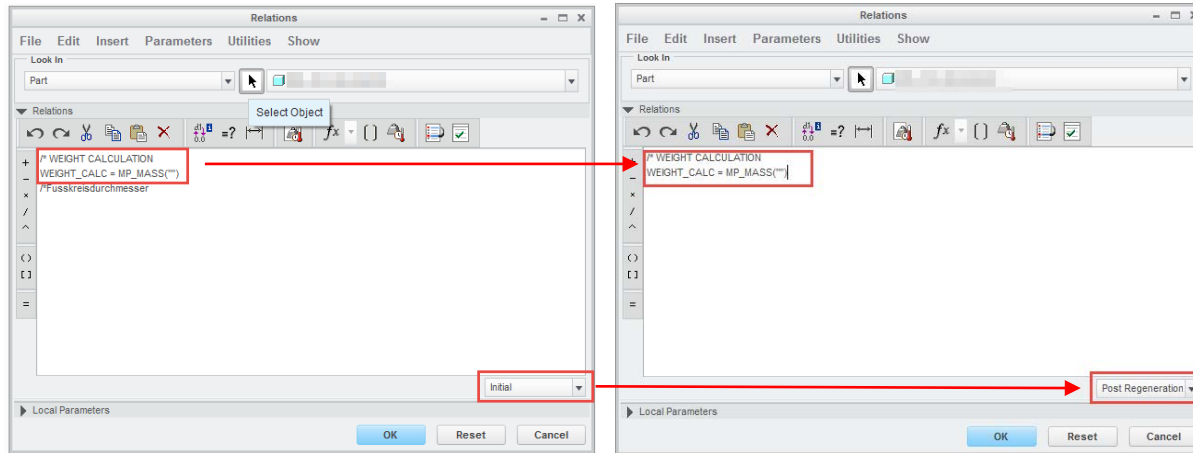 Relations
File Edit Insert Parameters Utilities Show
Look In
Part
Select Object
Relations
=?
fx
()
/* WEIGHT CALCULATION
WEIGHT_CALC = MP_MASS("")
/*Fusskreisdurchmesser
+
-
×
/
^
()
[]
=
Initial
Local Parameters
OK Reset Cancel
Relations
File Edit Insert Parameters Utilities Show
Look In
Part
Relations
=?
fx
()
/* WEIGHT CALCULATION
WEIGHT_CALC = MP_MASS("")
-
×
/
^
()
[]
=
Post Regeneration
Local Parameters
OK Reset Cancel